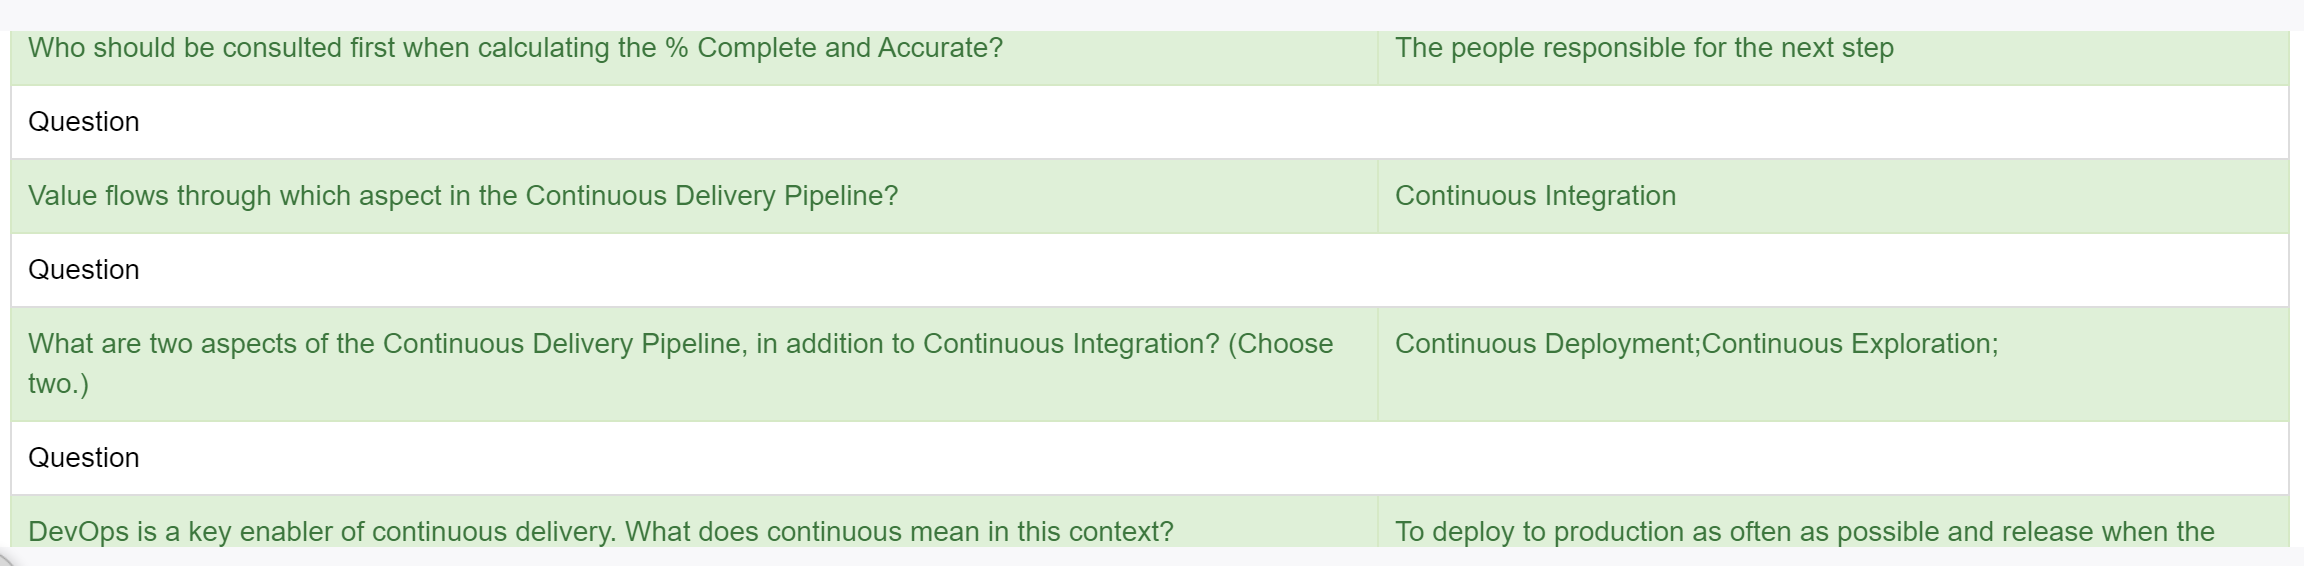 Who should be consulted first when calculating the % Complete and Accurate? The people responsible for the next step
Question
Value flows through which aspect in the Continuous Delivery Pipeline? Continuous Integration
Question
What are two aspects of the Continuous Delivery Pipeline, in addition to Continuous Integration? (Choose
two.)
Continuous Deployment;Continuous Exploration;
Question
DevOps is a key enabler of continuous delivery. What does continuous mean in this context? To deploy to production as often as possible and release when the